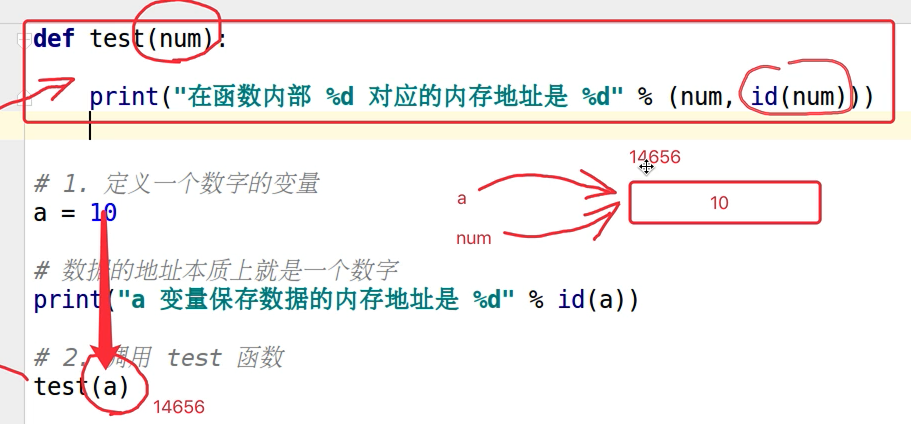 def test(num):
print("在函数内部 %d 对应的内存地址是 %d" % (num, id(num)))
14656
# 1. 定义一个数字的变量
a
10
a = 10
num
# 数据的地址本质上就是一个数字
print("a 变量保存数据的内存地址是 %d" % id(a))
# 2. 调用 test 函数
test(a)
14656